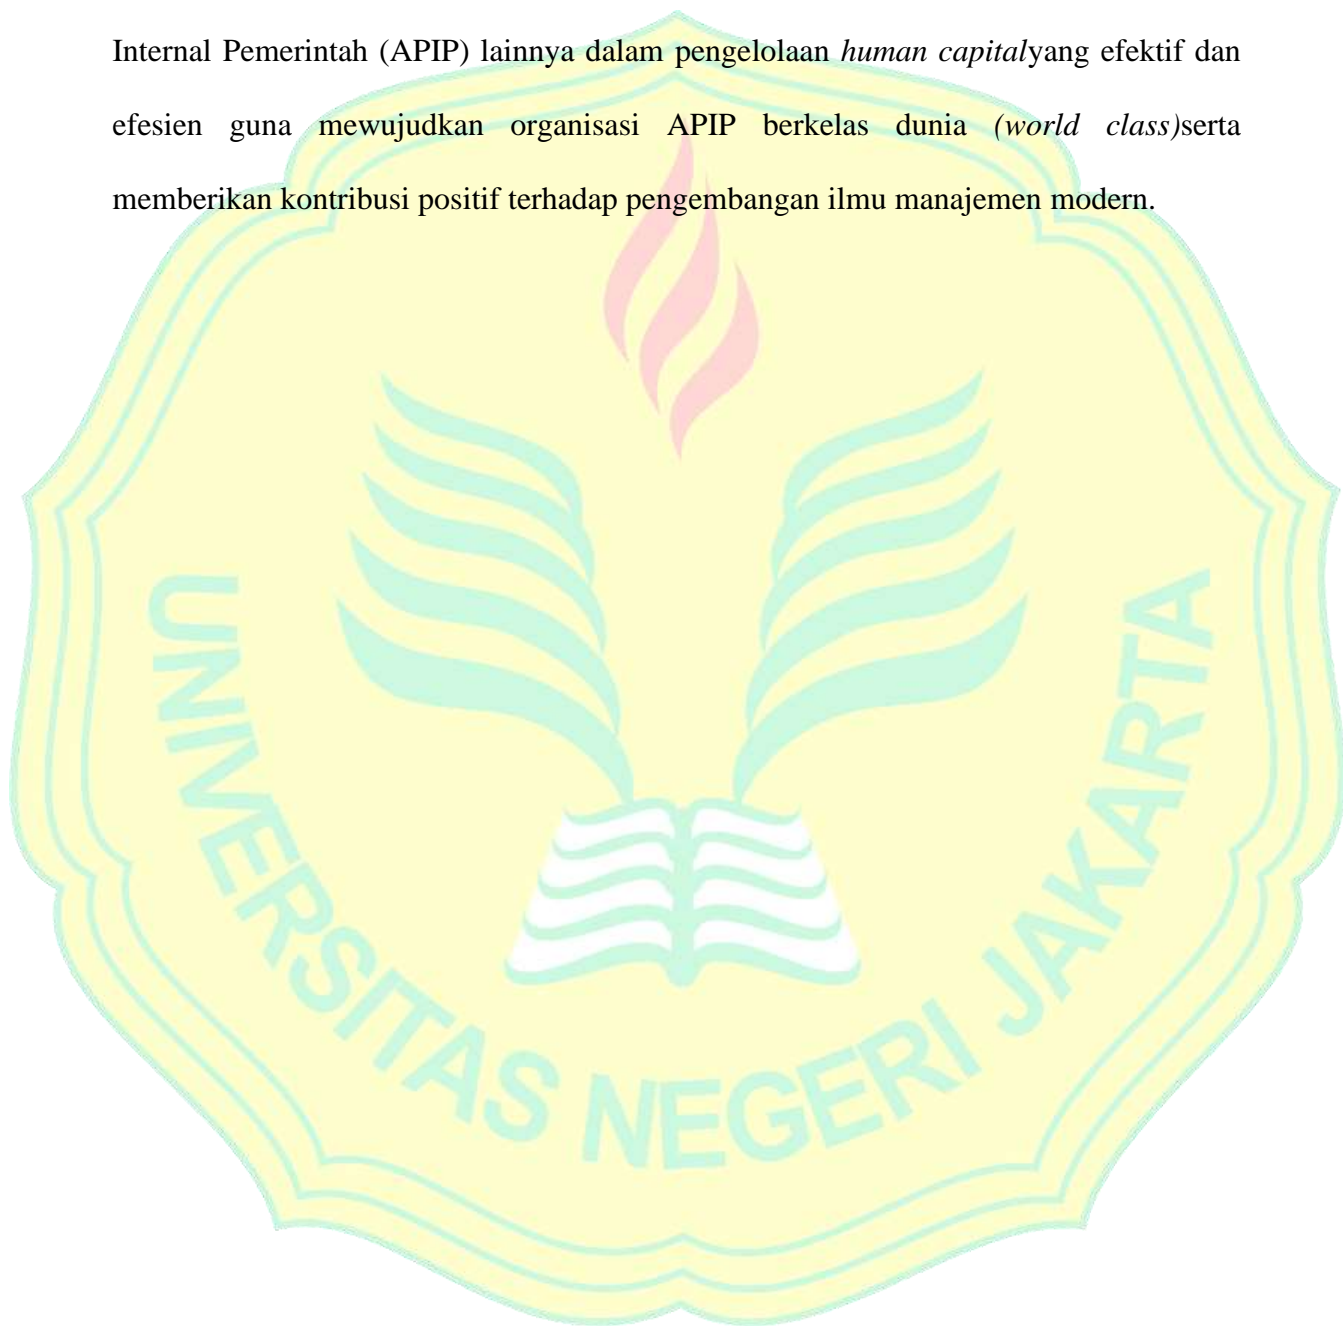 Internal Pemerintah (APIP) lainnya dalam pengelolaan human capitalyang efektif dan
efesien guna mewujudkan organisasi APIP berkelas dunia (world class)serta
memberikan kontribusi positif terhadap pengembangan ilmu manajemen modern.
UNIVERSITAS NEGERI JAKARTA